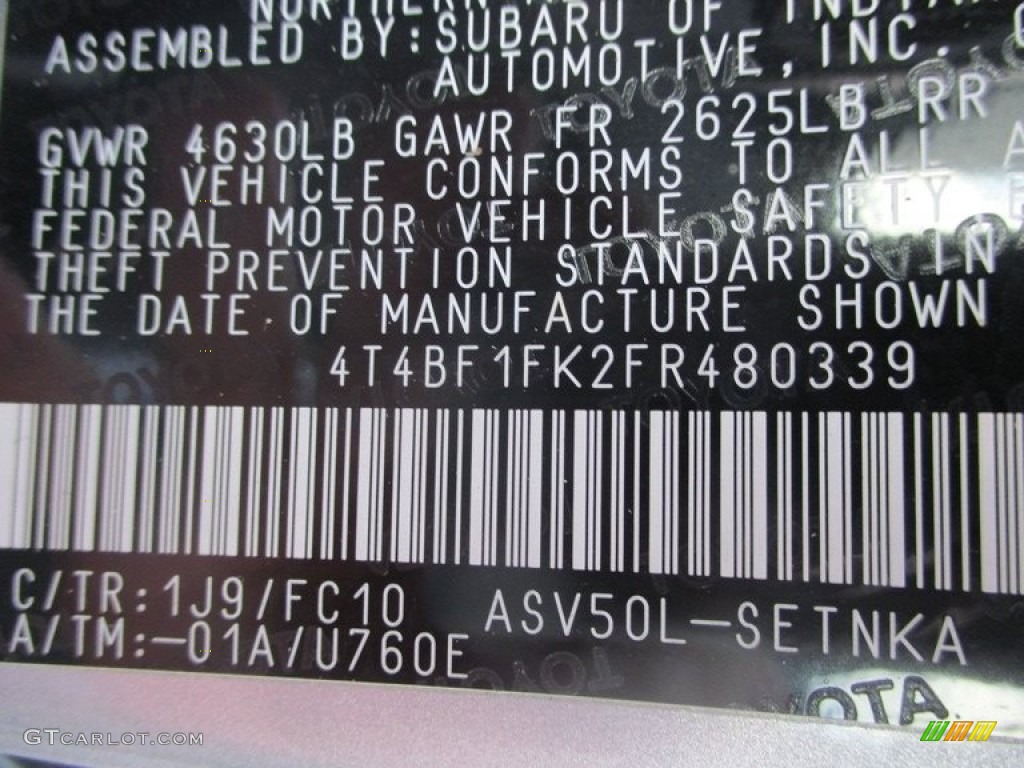 ASSEMBLED BY:SUBARU OF
AUTOMOTIVE, INC.
GVWR 4630LB GAWR FR 2625LB RR
THIS VEHICLE CONFORMS TO ALL A
FEDERAL MOTOR VEHICLE SAFETY
THEFT PREVENTION STANDARDS IN
THE DATE OF MANUFACTURE SHOWN
4T4BF1FK2FR480339
C/TR:1J9/FC10 ASV50L-SETNKA
A/TM:-01A/U760E
TOYOTA
GTCARLOT.COM